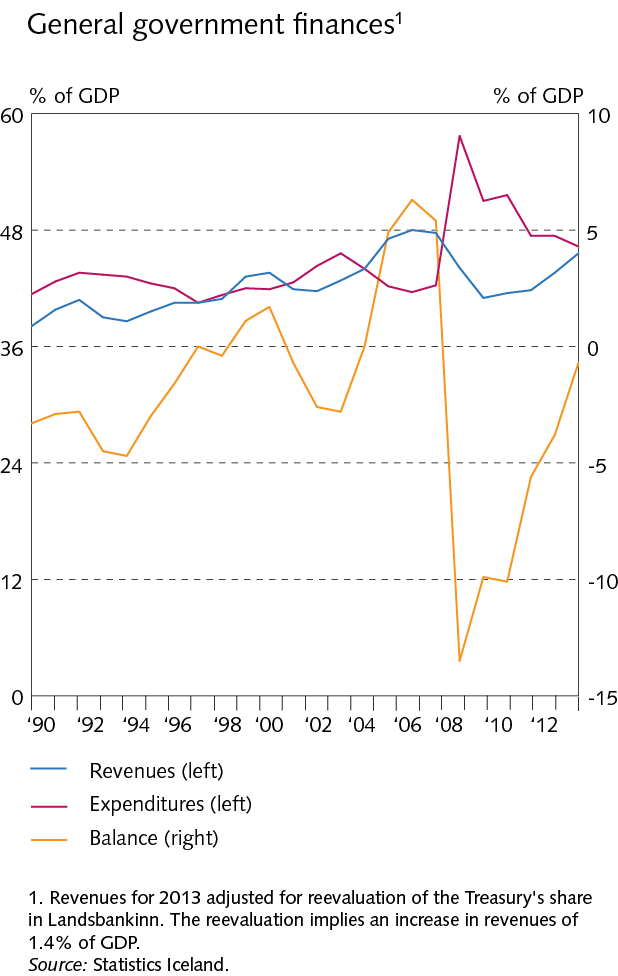 General government finances¹
% of GDP % of GDP
60 10
48 5
36 0
24 -5
12 -10
0 -15
‘90 ‘92 ‘94 ‘96 ‘98 ‘00 ‘02 ‘04 ‘06 ‘08 ‘10 ‘12
Revenues (left)
Expenditures (left)
Balance (right)
1. Revenues for 2013 adjusted for reevaluation of the Treasury's share
in Landsbankinn. The reevaluation implies an increase in revenues of
1.4% of GDP.
Source: Statistics Iceland.